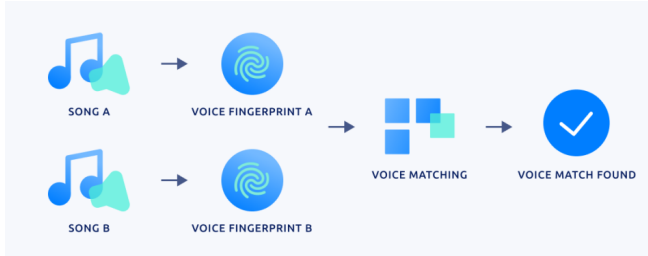 SONG A
VOICE FINGERPRINT A
VOICE MATCHING
VOICE MATCH FOUND
SONG B
VOICE FINGERPRINT B